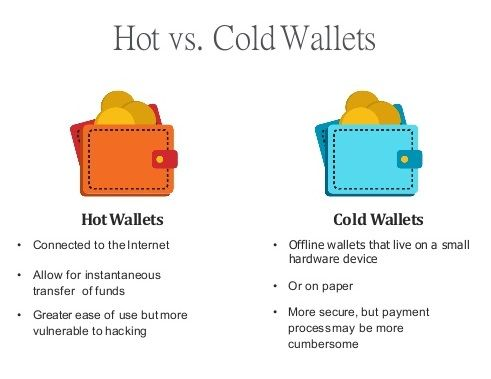 Hot vs. Cold Wallets
Hot Wallets
• Connected to the Internet
• Allow for instantaneous
transfer of funds
• Greater ease of use but more
vulnerable to hacking
Cold Wallets
• Offline wallets that live on a small
hardware device
• Or on paper
• More secure, but payment
process may be more
cumbersome